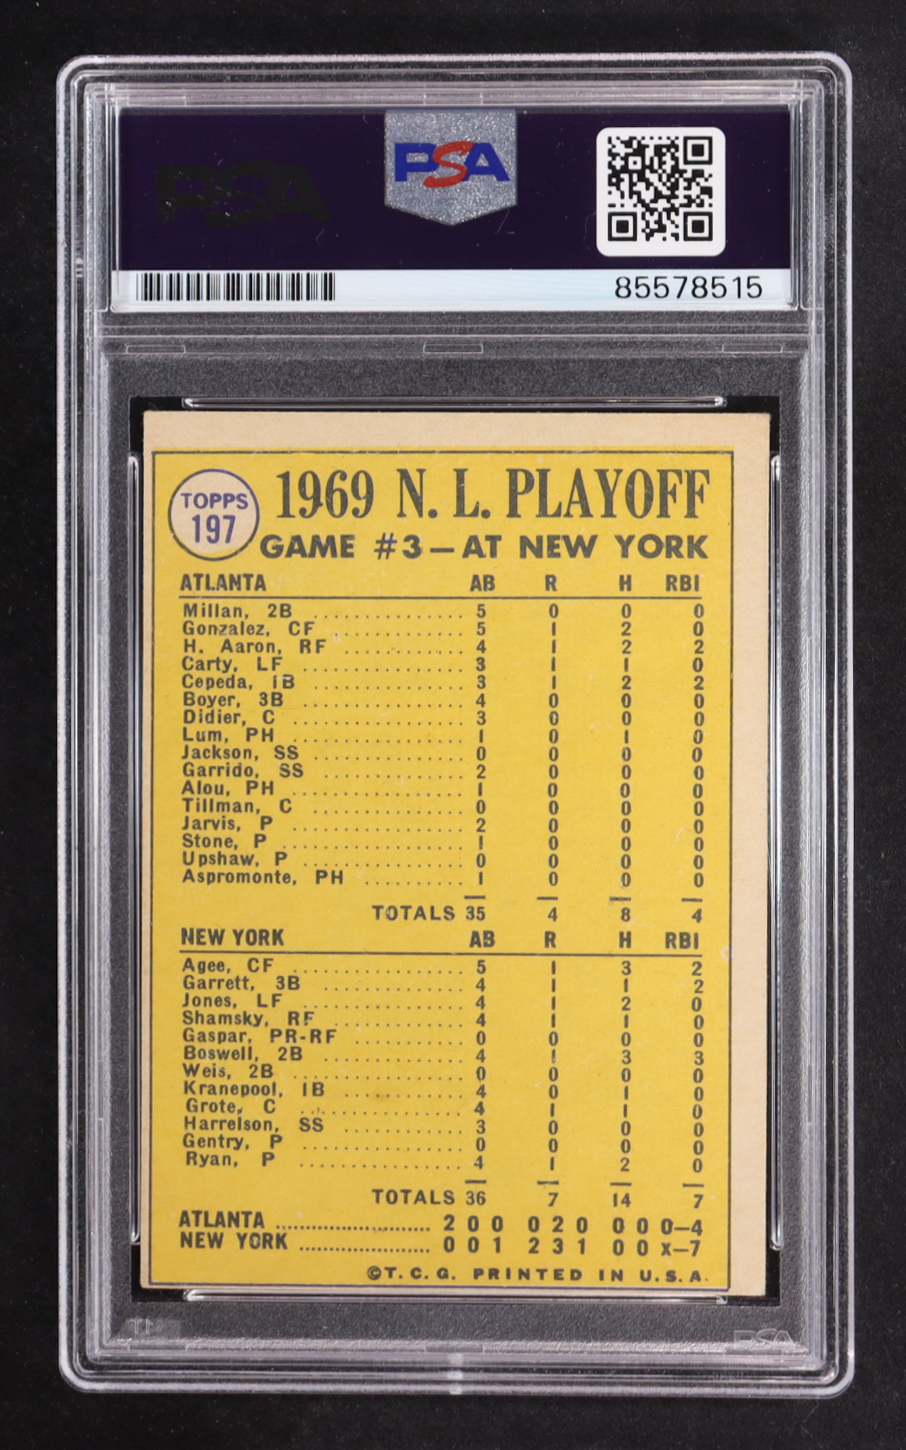 PSA
PSA
85578515
TOPPS
197
1969 N. L. PLAYOFF
GAME #3—AT NEW YORK
ATLANTA AB R H RBI
Millan, 2B .............. 5 0 0 0
Gonzalez, CF ............ 5 1 2 0
H. Aaron, RF ........... 4 1 2 2
Carty, LF ............... 3 1 1 0
Cepeda, 1B .............. 3 1 2 2
Boyer, 3B ............... 4 0 0 0
Didier, C ............... 3 0 0 0
Lum, PH ................ 1 0 1 0
Jackson, SS ............. 0 0 0 0
Garrido, SS ............. 2 0 0 0
Alou, PH ................ 1 0 0 0
Tillman, C .............. 0 0 0 0
Jarvis, P ................ 2 0 0 0
Stone, P ................ 1 0 0 0
Upshaw, P ............... 0 0 0 0
Aspromonte, PH .......... 1 0 0 0
TOTALS 35 4 8 4
NEW YORK AB R H RBI
Agee, CF ................ 5 1 3 2
Garrett, 3B .............. 4 1 1 2
Jones, LF ............... 4 1 2 0
Shamsky, RF ............ 4 1 1 0
Gaspar, PR-RF .......... 0 0 0 0
Boswell, 2B .............. 4 1 3 3
Weis, 2B ................ 0 0 0 0
Kranepool, 1B ........... 4 0 1 0
Grote, C ................ 4 1 1 0
Harrelson, SS ............ 3 0 0 0
Gentry, P ................ 0 0 0 0
Ryan, P ................ 4 1 2 0
TOTALS 36 7 14 7
ATLANTA ...................... 2 0 0 0 2 0 0 0 0—4
NEW YORK .................... 0 0 1 2 3 1 0 0 x—7
©T. C. G. PRINTED IN U. S. A.
PSA